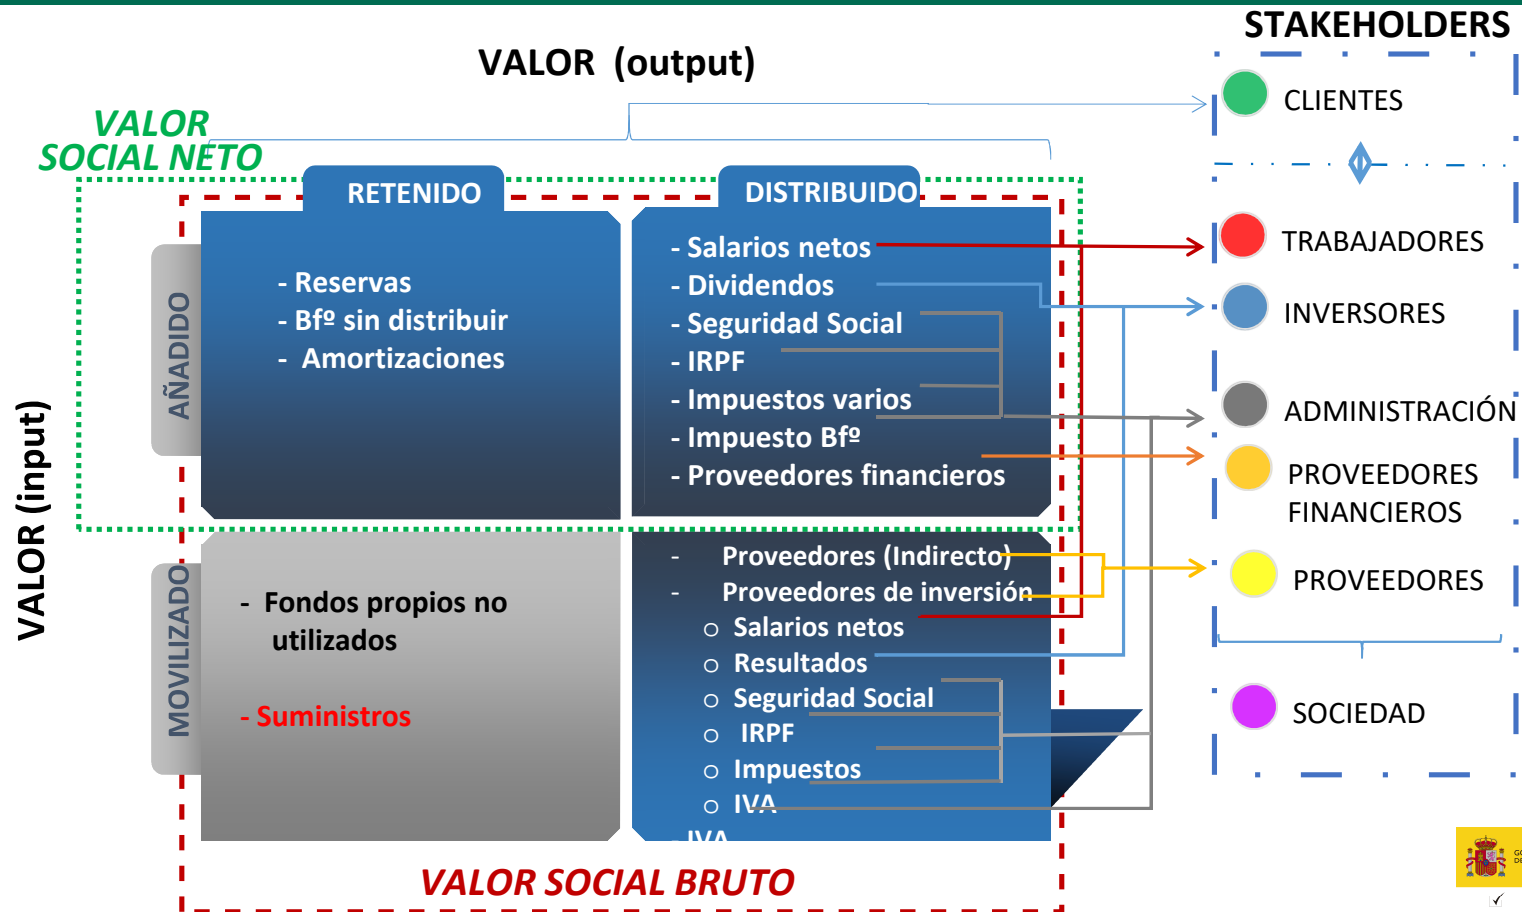 STAKEHOLDERS
VALOR (output)
CLIENTES
VALOR
SOCIAL NETO
RETENIDO
DISTRIBUIDO
AÑADIDO
- Reservas
- Bfº sin distribuir
- Amortizaciones
- Salarios netos
- Dividendos
- Seguridad Social
- IRPF
- Impuestos varios
- Impuesto Bfº
- Proveedores financieros
TRABAJADORES
INVERSORES
ADMINISTRACIÓN
PROVEEDORES
FINANCIEROS
PROVEEDORES
SOCIEDAD
VALOR (input)
MOVILIZADO
- Fondos propios no
utilizados
- Suministros
- Proveedores (Indirecto)
- Proveedores de inversión
o Salarios netos
o Resultados
o Seguridad Social
o IRPF
o Impuestos
o IVA
- IVA
VALOR SOCIAL BRUTO